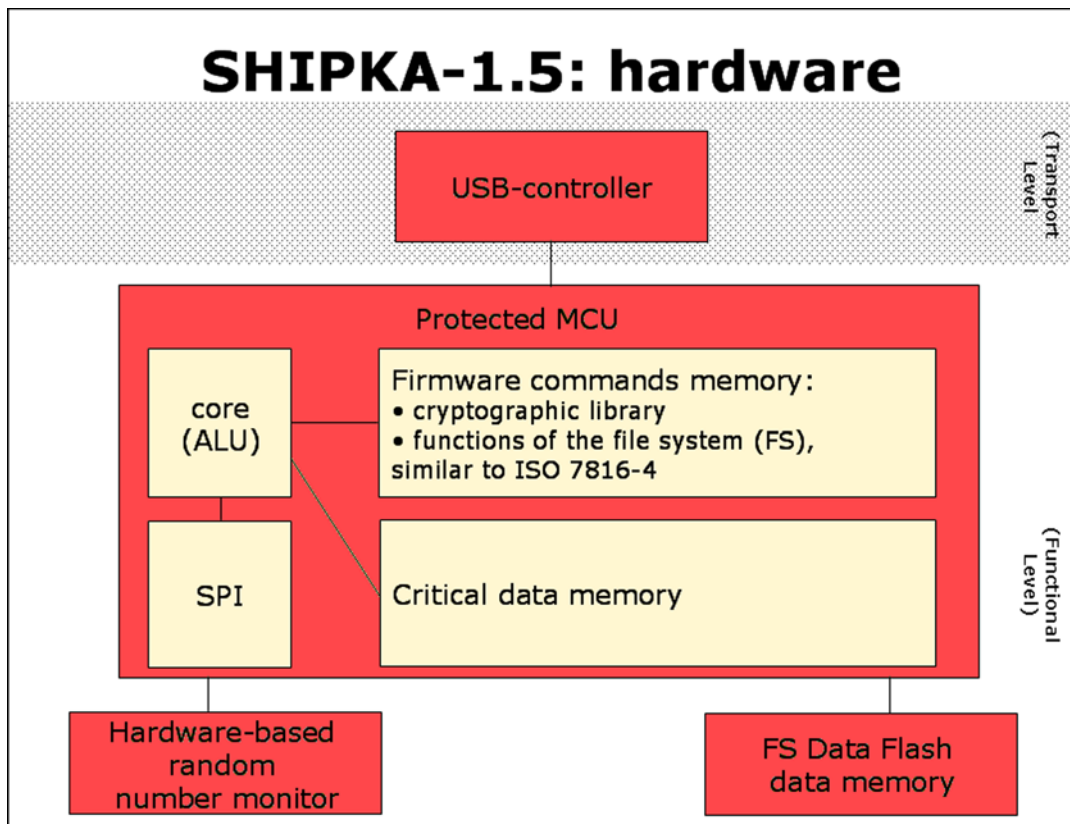 SHIPKA-1.5: hardware
(Transport
Level
USB-controller
Protected MCU
core
(ALU)
Firmware commands memory:
• cryptographic library
• functions of the file system (FS),
similar to ISO 7816-4
SPI
Critical data memory
(Functional
Level)
Hardware-based
random
number monitor
FS Data Flash
data memory